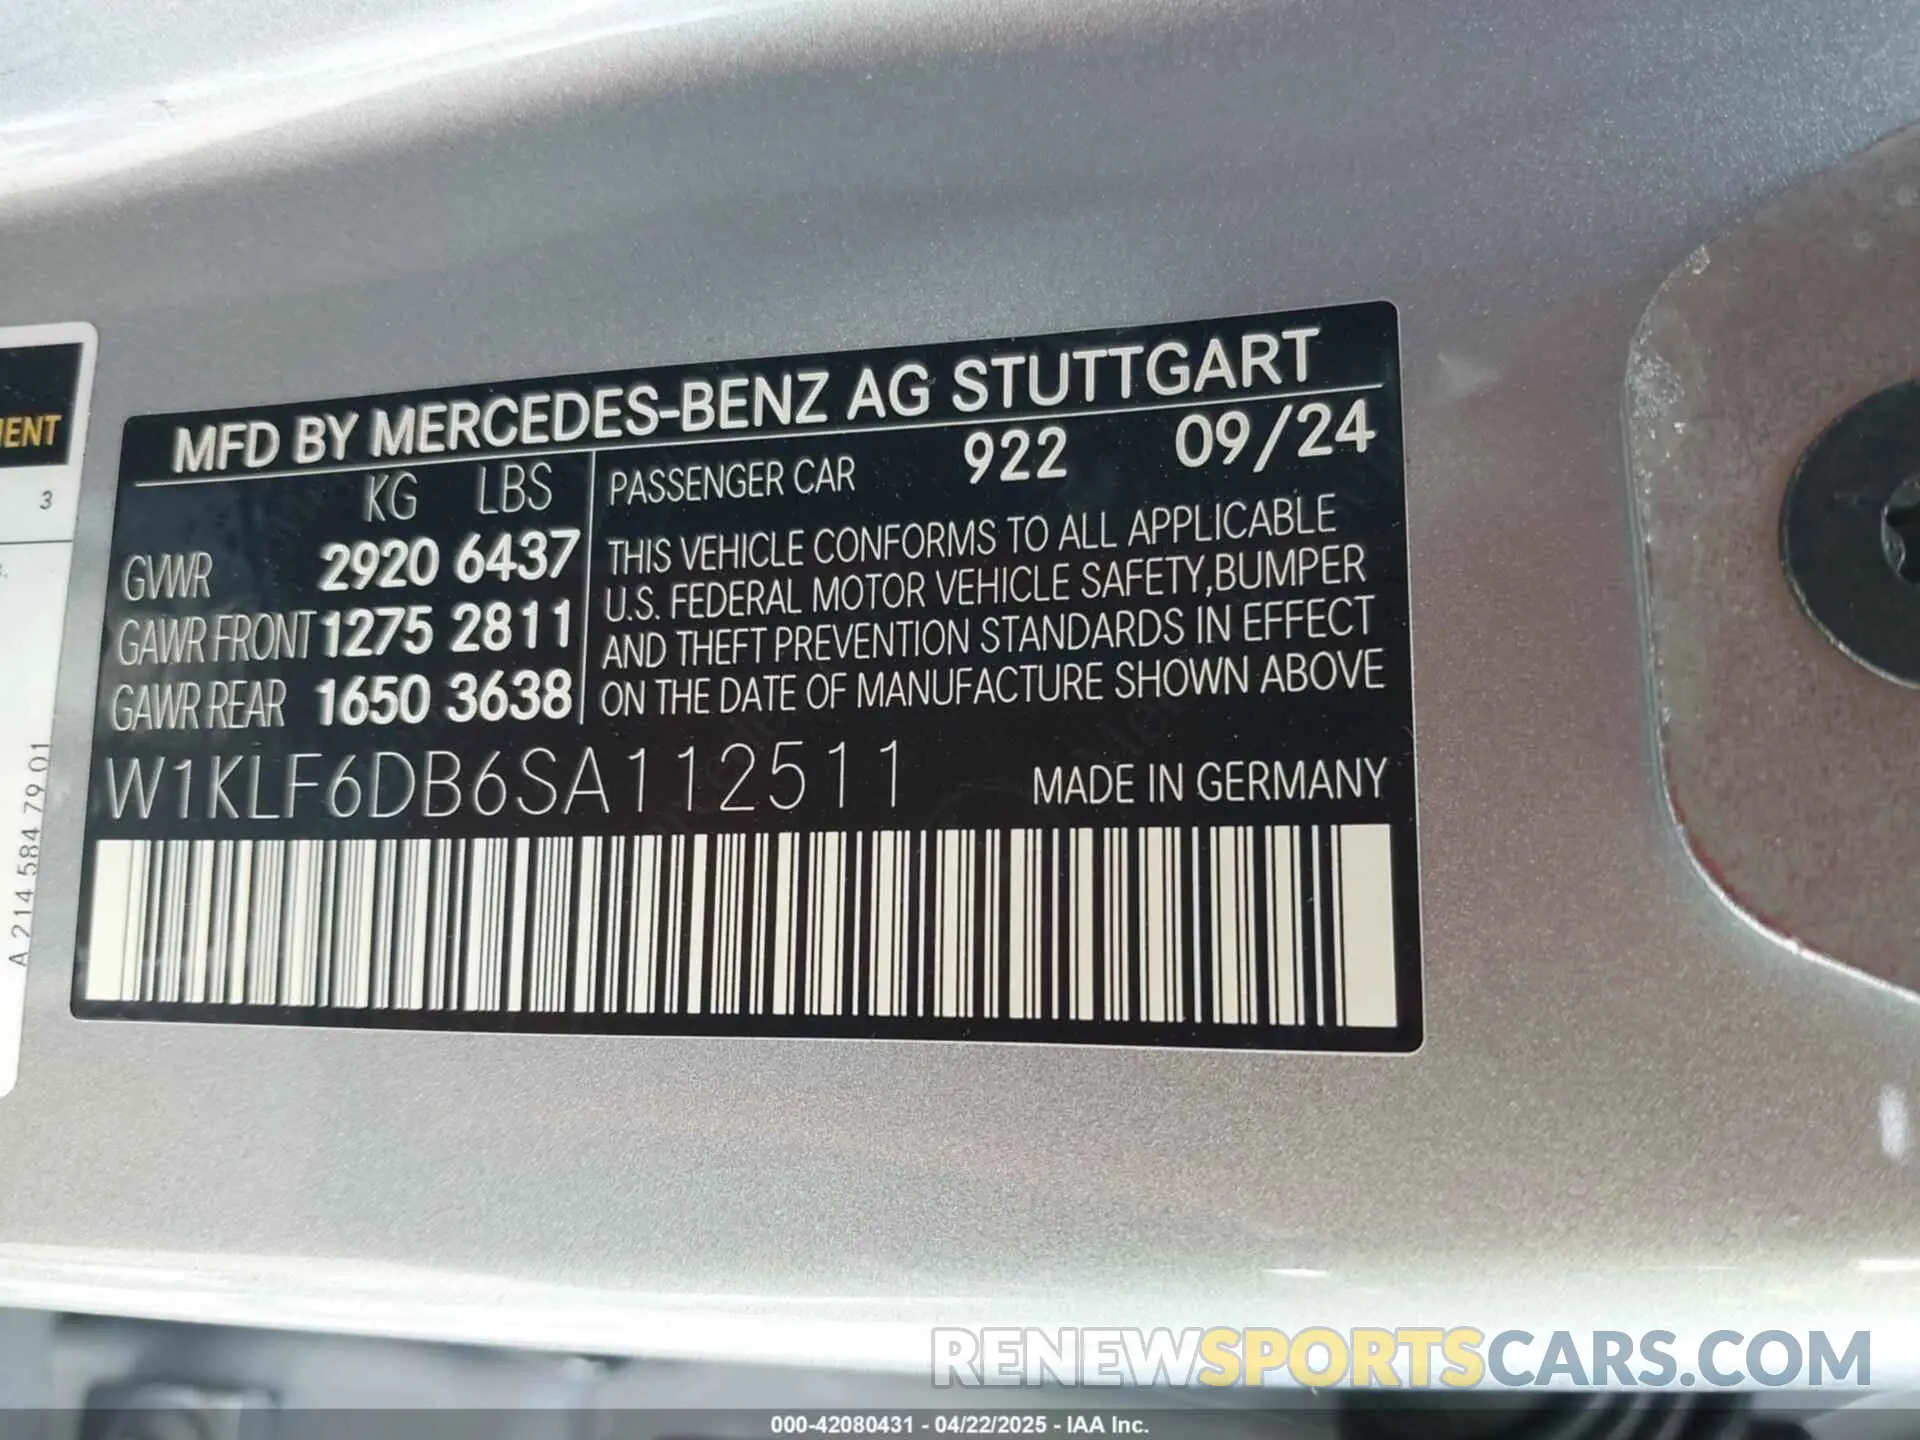 MFD BY MERCEDES-BENZ AG STUTTGART
KG LBS
GVWR 2920 6437
GAWR FRONT 1275 2811
GAWR REAR 1650 3638
PASSENGER CAR 922 09/24
THIS VEHICLE CONFORMS TO ALL APPLICABLE
U.S. FEDERAL MOTOR VEHICLE SAFETY,BUMPER
AND THEFT PREVENTION STANDARDS IN EFFECT
ON THE DATE OF MANUFACTURE SHOWN ABOVE
W1KLF6DB6SA112511
MADE IN GERMANY
3
A 214 584 79 01
RENEWSPORTSCARS.COM
000-42080431 - 04/22/2025 - IAA Inc.